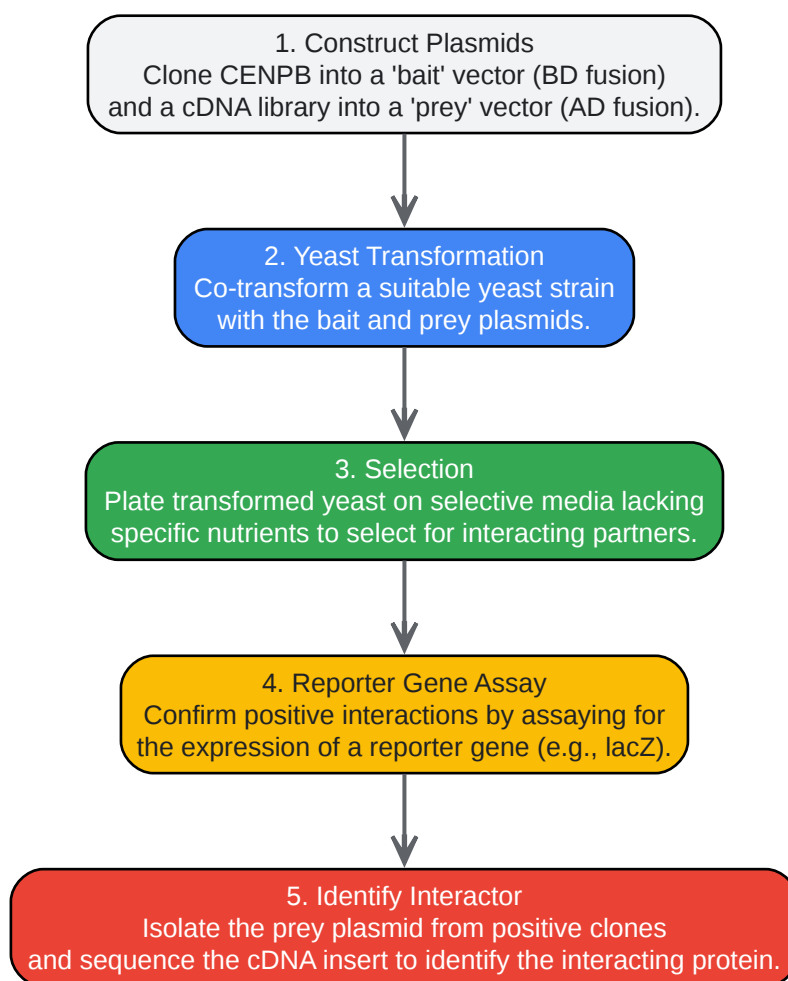 1. Construct Plasmids
Clone CENPB into a 'bait' vector (BD fusion)
and a cDNA library into a 'prey' vector (AD fusion).
2. Yeast Transformation
Co-transform a suitable yeast strain
with the bait and prey plasmids.
3. Selection
Plate transformed yeast on selective media lacking
specific nutrients to select for interacting partners.
4. Reporter Gene Assay
Confirm positive interactions by assaying for
the expression of a reporter gene (e.g., lacZ).
5. Identify Interactor
Isolate the prey plasmid from positive clones
and sequence the cDNA insert to identify the interacting protein.